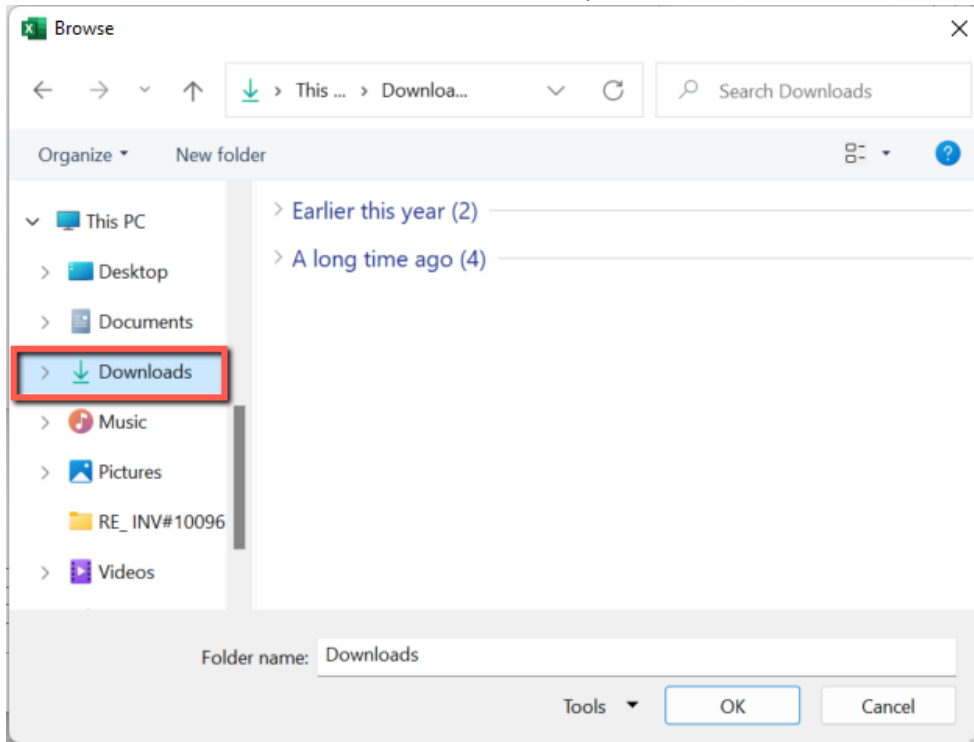 Browse
This ... > Downloa...
Search Downloads
Organize
New folder
This PC
Desktop
Documents
Downloads
Music
Pictures
RE_ INV#10096
Videos
Earlier this year (2)
A long time ago (4)
Folder name: Downloads
Tools
OK
Cancel